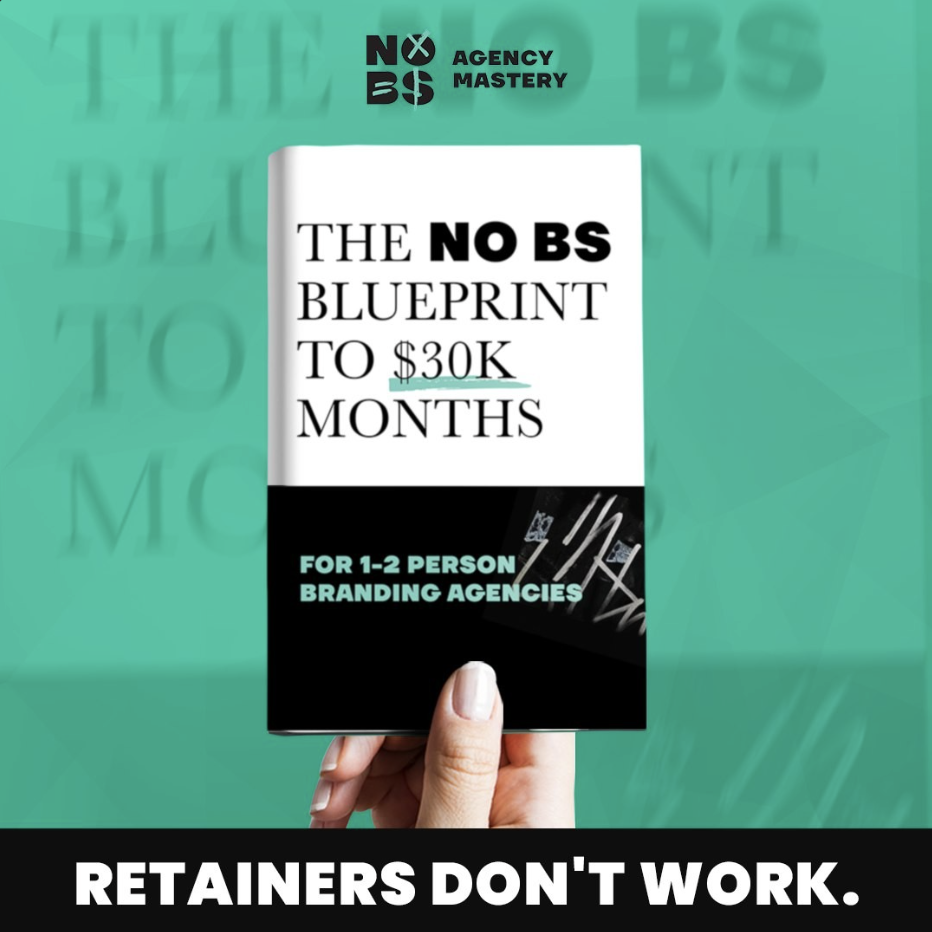 NO
BS
AGENCY
MASTERY
THE NO BS
BLUEPRINT
TO $30K
MONTHS
FOR 1-2 PERSON
BRANDING AGENCIES
RETAINERS DON'T WORK.